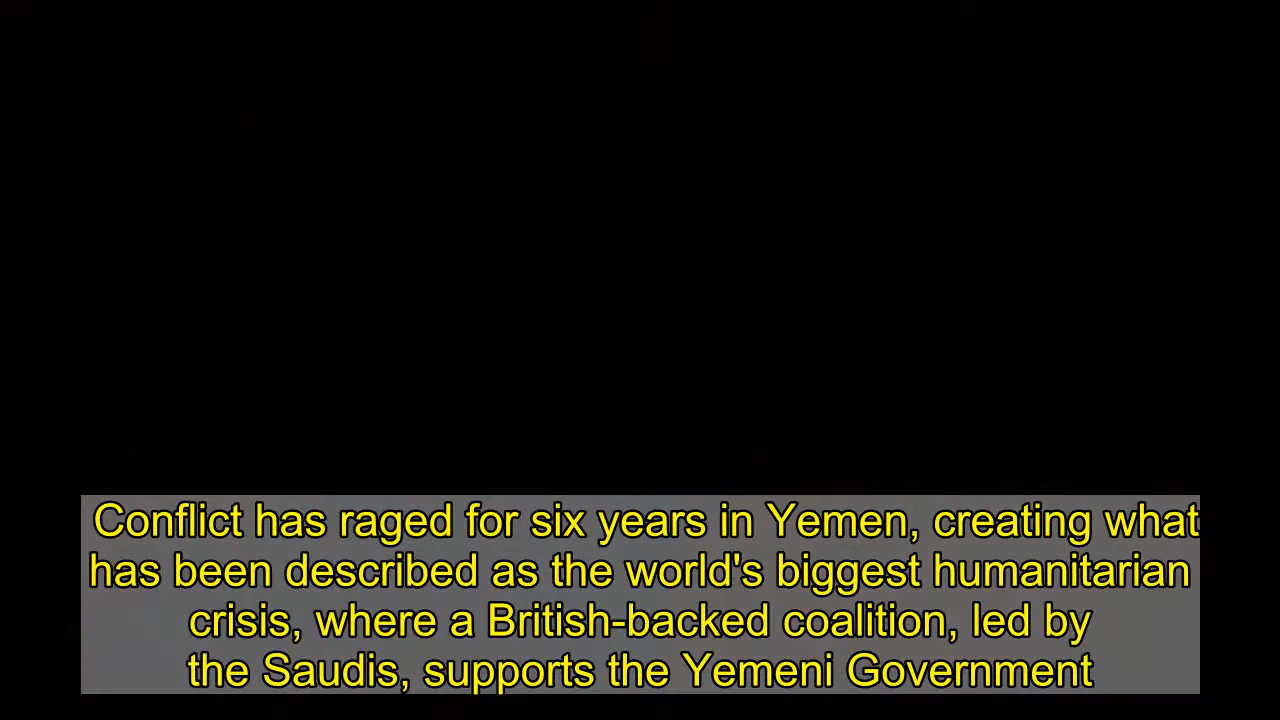 Conflict has raged for six years in Yemen, creating what
has been described as the world's biggest humanitarian
crisis, where a British-backed coalition, led by
the Saudis, supports the Yemeni Government